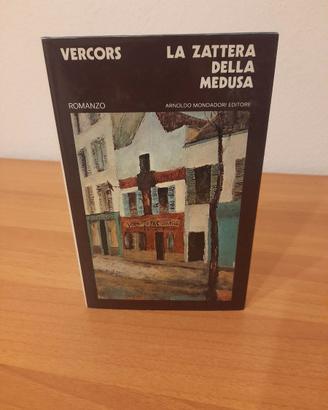 VERCORS
LA ZATTERA
DELLA
MEDUSA
ROMANZO
ARNOLDO MONDADORI EDITORE